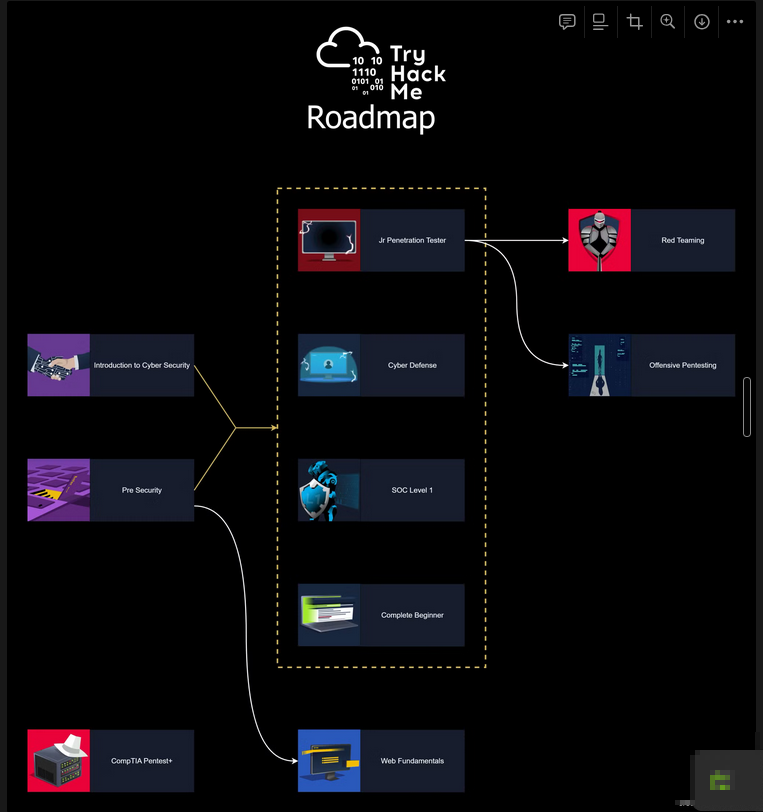 10 10
1110
0101 01
01 010
01
Try
Hack
Me
Roadmap
Jr Penetration Tester
Red Teaming
Introduction to Cyber Security
Cyber Defense
Offensive Pentesting
Pre Security
SOC Level 1
Complete Beginner
CompTIA Pentest+
Web Fundamentals